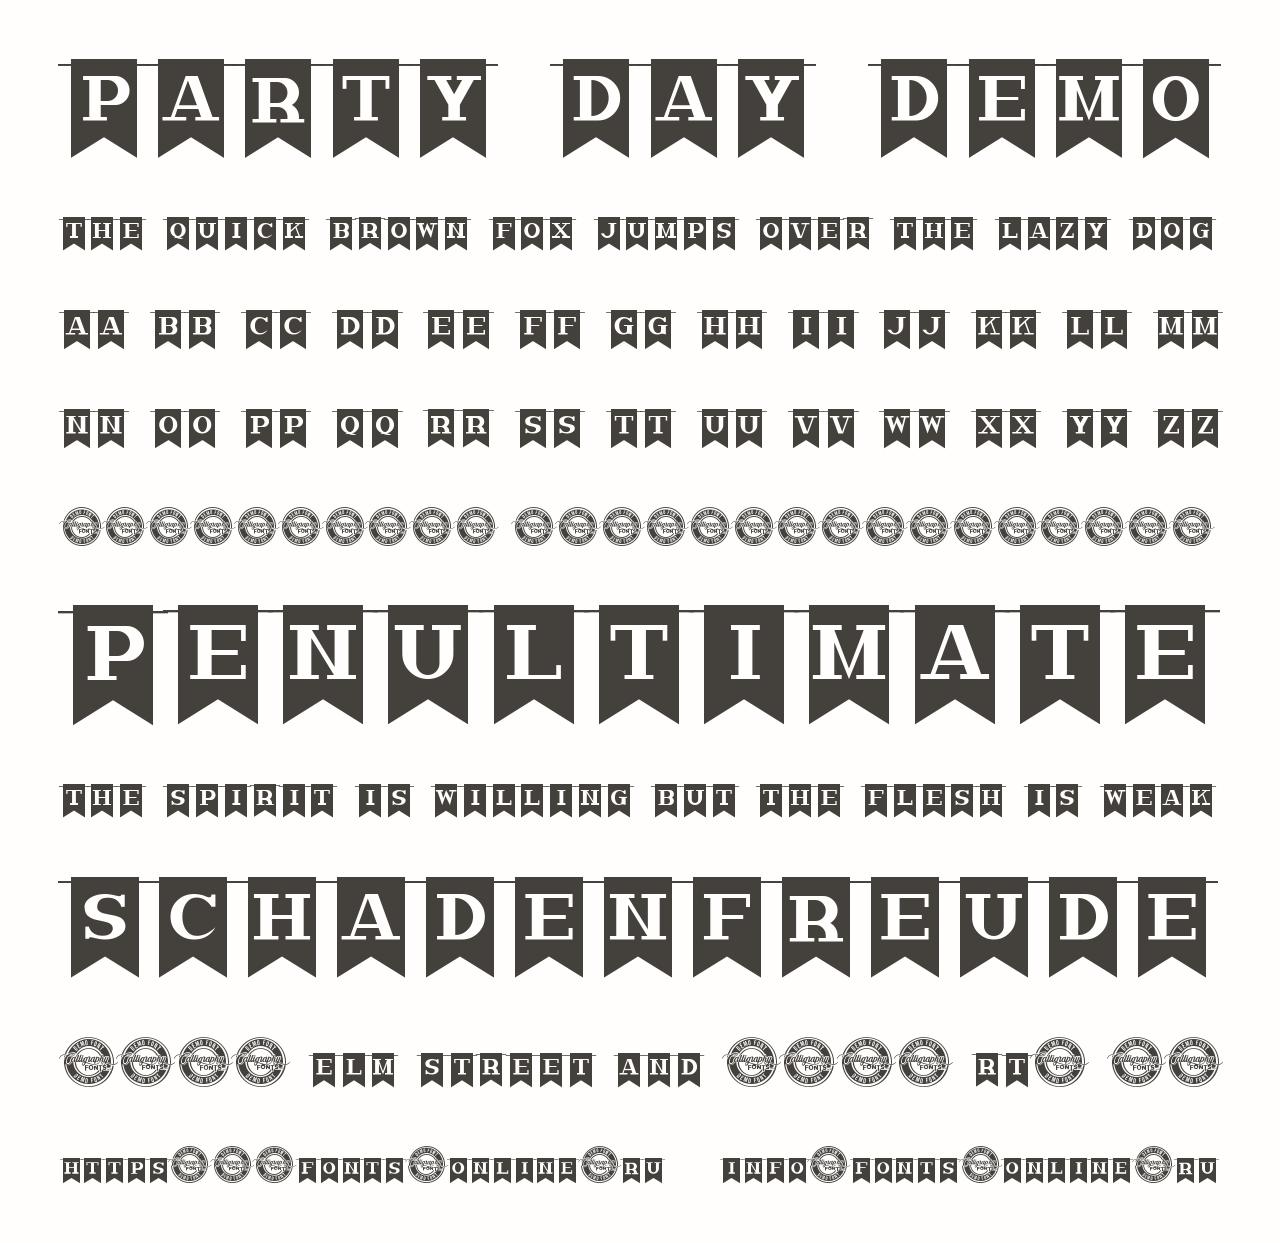 PARTY DAY DEMO
THE QUICK BROWN FOX JUMPS OVER THE LAZY DOG
AA BB CC DD EE FF GG HH II JJ KK LL MM
NN OO PP QQ RR SS TT UU VV WW XX YY ZZ
PENULTIMATE
THE SPIRIT IS WILLING BUT THE FLESH IS WEAK
SCHADENFREUDE
ELM STREET AND RT
HTTPS FONTS ONLINE RU INFO FONTS ONLINE RU